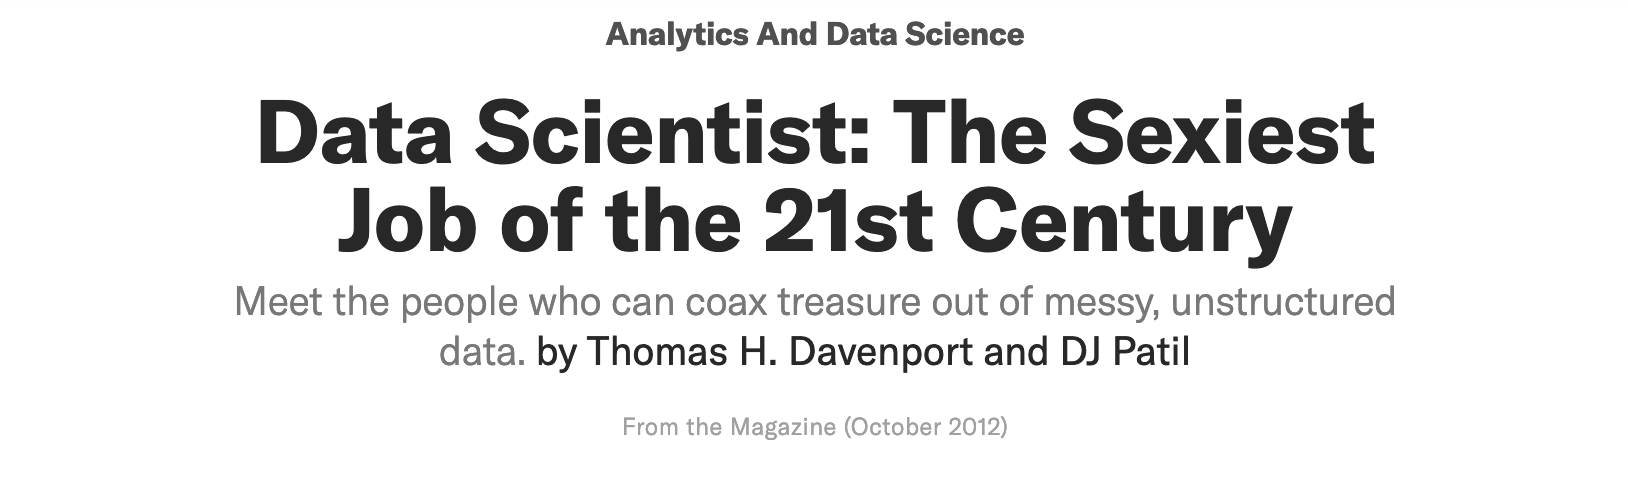 Analytics And Data Science
Data Scientist: The Sexiest
Job of the 21st Century
Meet the people who can coax treasure out of messy, unstructured
data. by Thomas H. Davenport and DJ Patil
From the Magazine (October 2012)